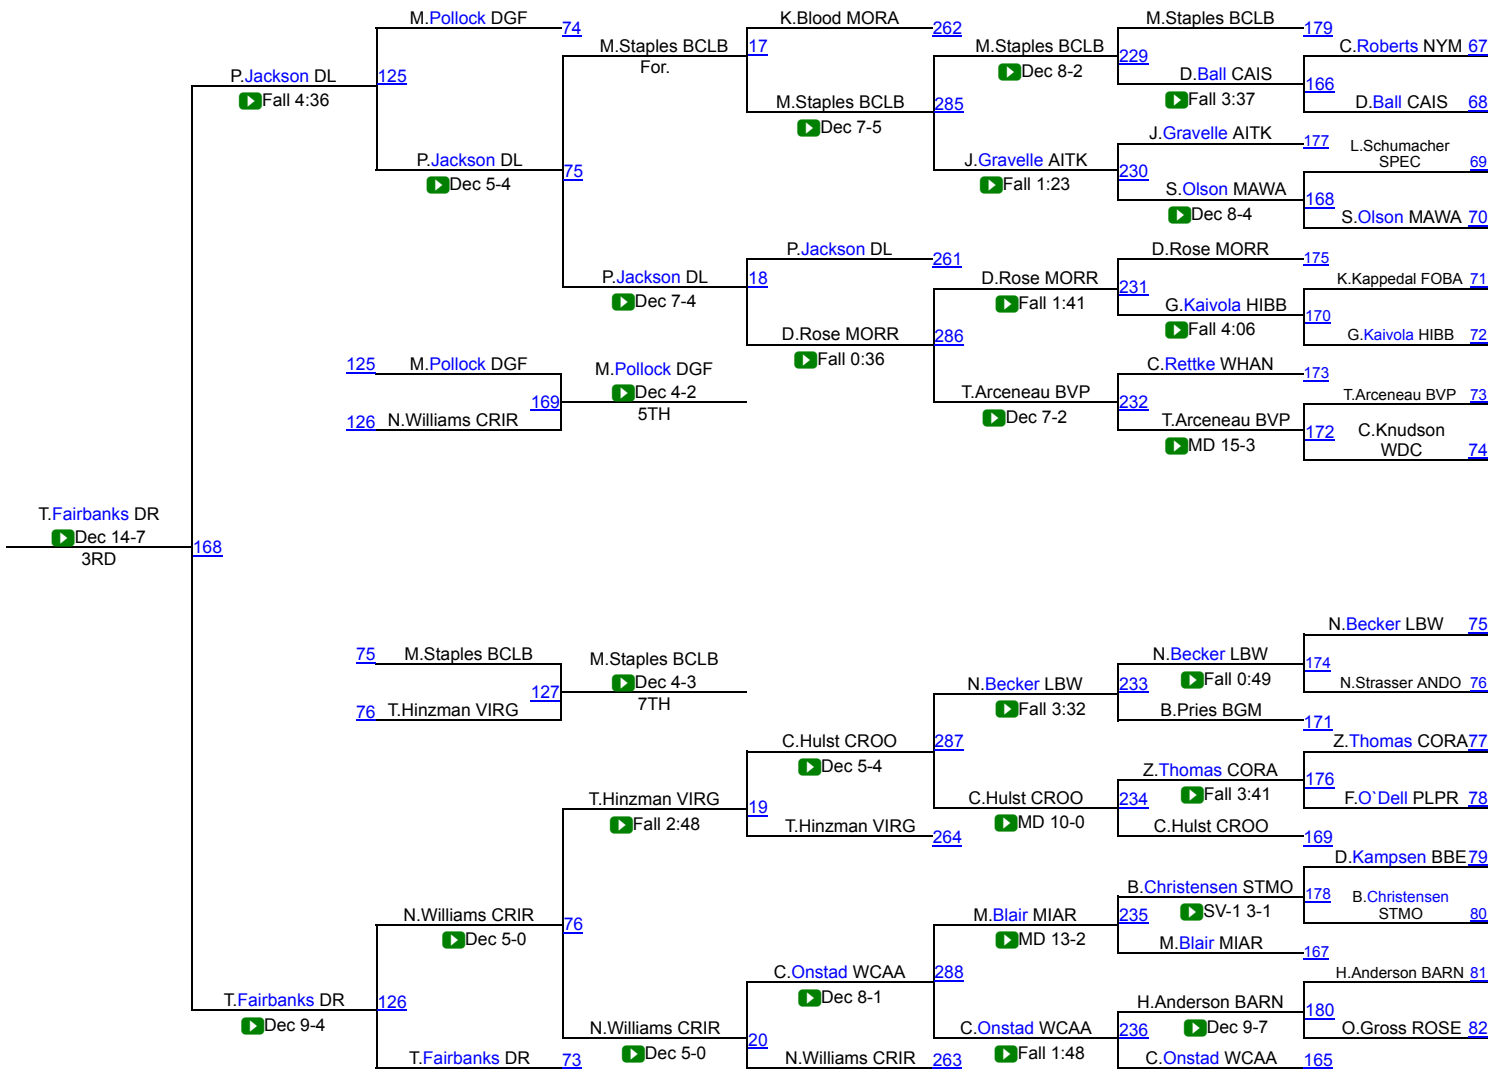 M.Pollock DGF
74
K.Blood MORA
262
M.Staples BCLB
179
M.Staples BCLB
For.
17
M.Staples BCLB
Dec 8-2
229
C.Roberts NYM 67
P.Jackson DL
Fall 4:36
125
D.Ball CAIS
Fall 3:37
166
M.Staples BCLB
Dec 7-5
285
D.Ball CAIS 68
J.Gravelle AITK
177
L.Schumacher
SPEC
69
P.Jackson DL
Dec 5-4
75
J.Gravelle AITK
Fall 1:23
230
S.Olson MAWA
Dec 8-4
168
S.Olson MAWA 70
P.Jackson DL
261
D.Rose MORR
175
P.Jackson DL
Dec 7-4
18
D.Rose MORR
Fall 1:41
231
K.Kappedal FOBA 71
G.Kaivola HIBB
Fall 4:06
170
D.Rose MORR
Fall 0:36
286
G.Kaivola HIBB 72
125 M.Pollock DGF
M.Pollock DGF
Dec 4-2
5TH
169
126 N.Williams CRIR
C.Rettke WHAN
173
T.Arceneau BVP
Dec 7-2
232
T.Arceneau BVP 73
T.Arceneau BVP
MD 15-3
172
C.Knudson
WDC
74
T.Fairbanks DR
Dec 14-7
3RD
168
N.Becker LBW 75
75 M.Staples BCLB
M.Staples BCLB
Dec 4-3
7TH
127
76 T.Hinzman VIRG
N.Becker LBW
Fall 0:49
174
N.Becker LBW
Fall 3:32
233
N.Strasser ANDO 76
B.Pries BGM
171
C.Hulst CROO
Dec 5-4
287
Z.Thomas CORA 77
Z.Thomas CORA
Fall 3:41
176
T.Hinzman VIRG
Fall 2:48
19
C.Hulst CROO
MD 10-0
234
F.O`Dell PLPR 78
T.Hinzman VIRG
264
C.Hulst CROO
169
D.Kampsen BBE 79
B.Christensen STMO
SV-1 3-1
178
B.Christensen
STMO
80
N.Williams CRIR
Dec 5-0
76
M.Blair MIAR
MD 13-2
235
M.Blair MIAR
167
C.Onstad WCAA
Dec 8-1
288
H.Anderson BARN 81
T.Fairbanks DR
Dec 9-4
126
H.Anderson BARN
Dec 9-7
180
N.Williams CRIR
Dec 5-0
20
C.Onstad WCAA
Fall 1:48
236
O.Gross ROSE 82
T.Fairbanks DR
73
N.Williams CRIR
263
C.Onstad WCAA
165